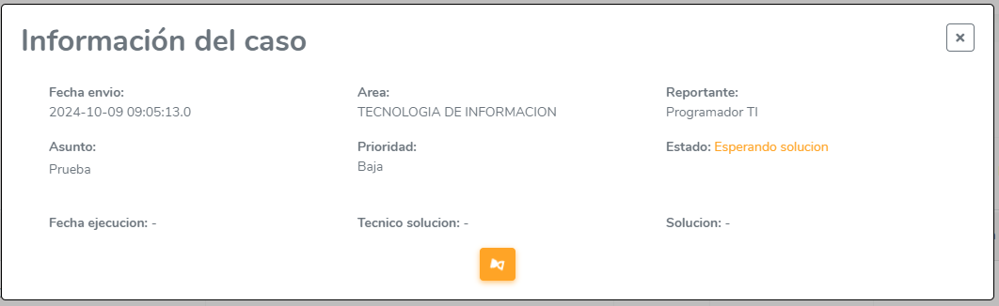 Información del caso
Fecha envio: Area: Reportante:
2024-10-09 09:05:13.0 TECNOLOGIA DE INFORMACION Programador TI
Asunto: Prioridad: Estado: Esperando solucion
Prueba Baja
Fecha ejecucion: - Tecnico solucion: - Solucion: -